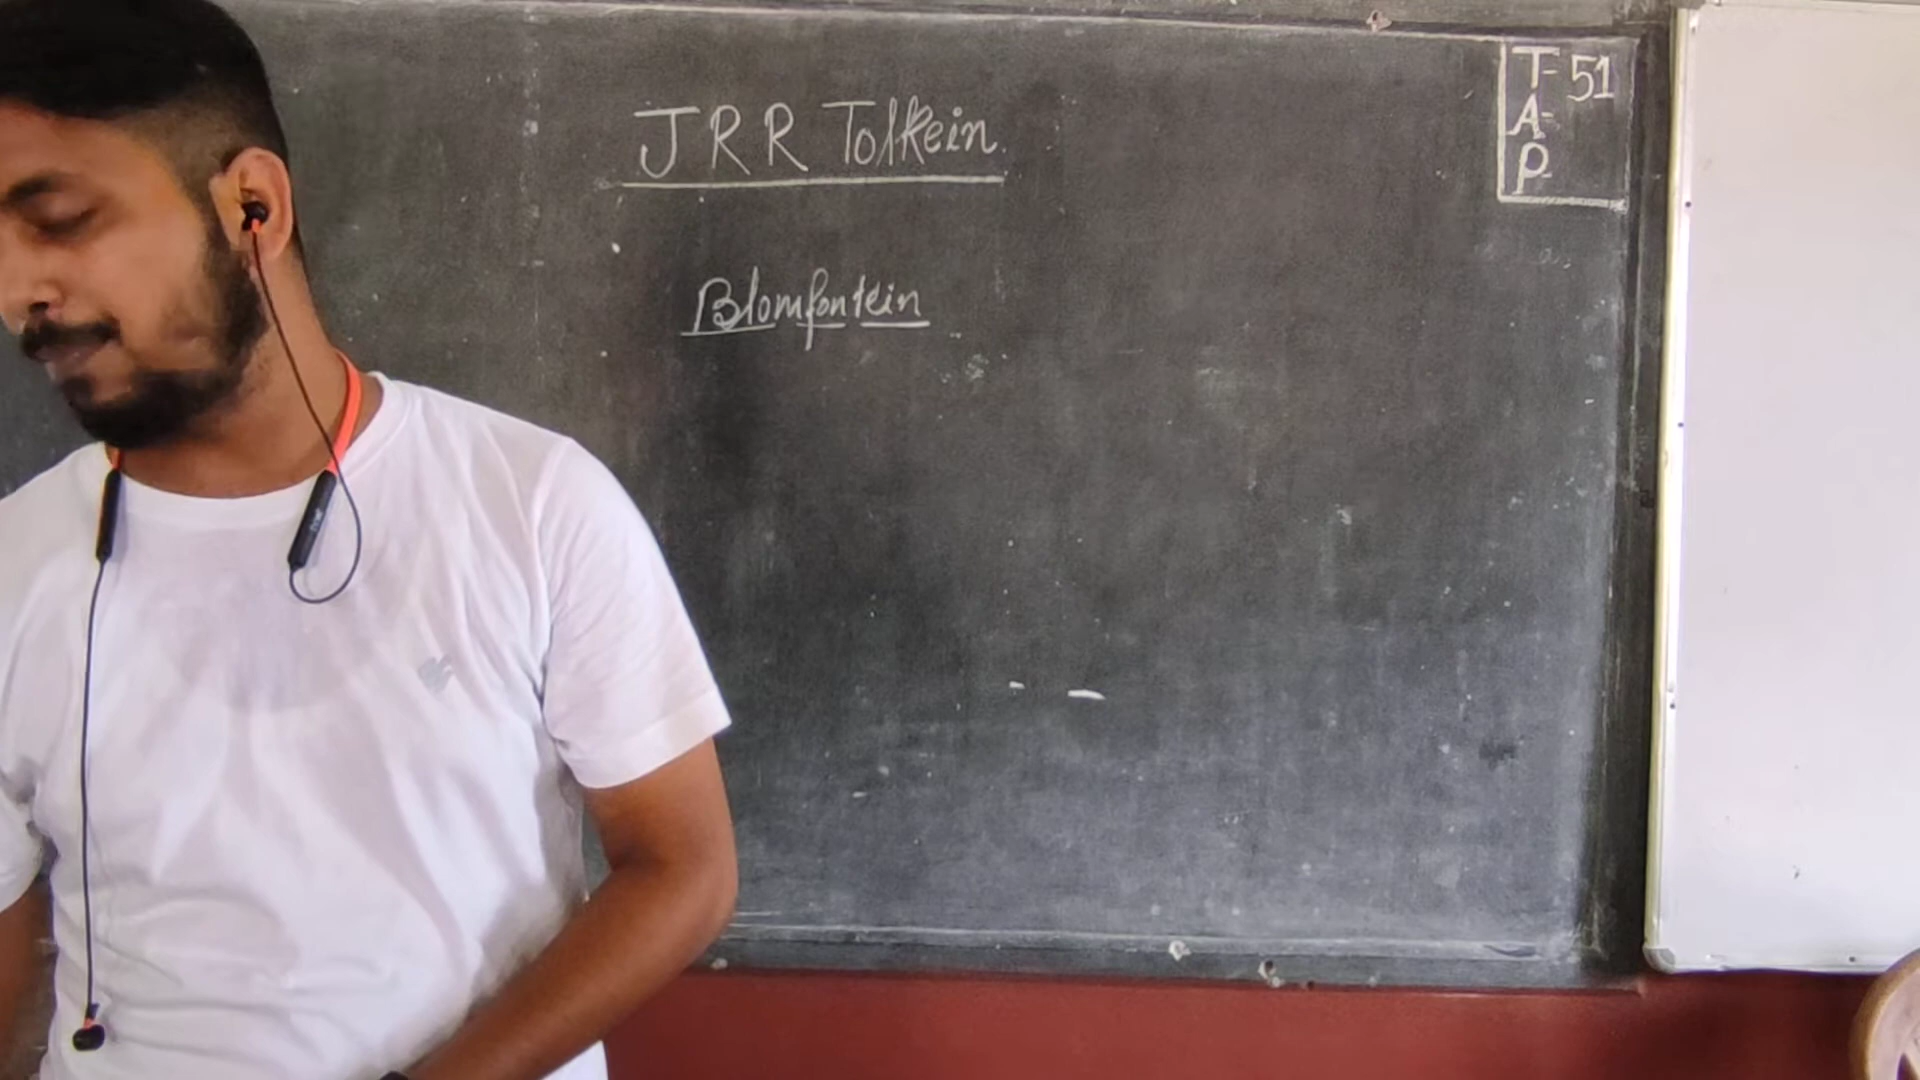 JRR Tolkein.
Blomfontein
T- 51
A-
P-